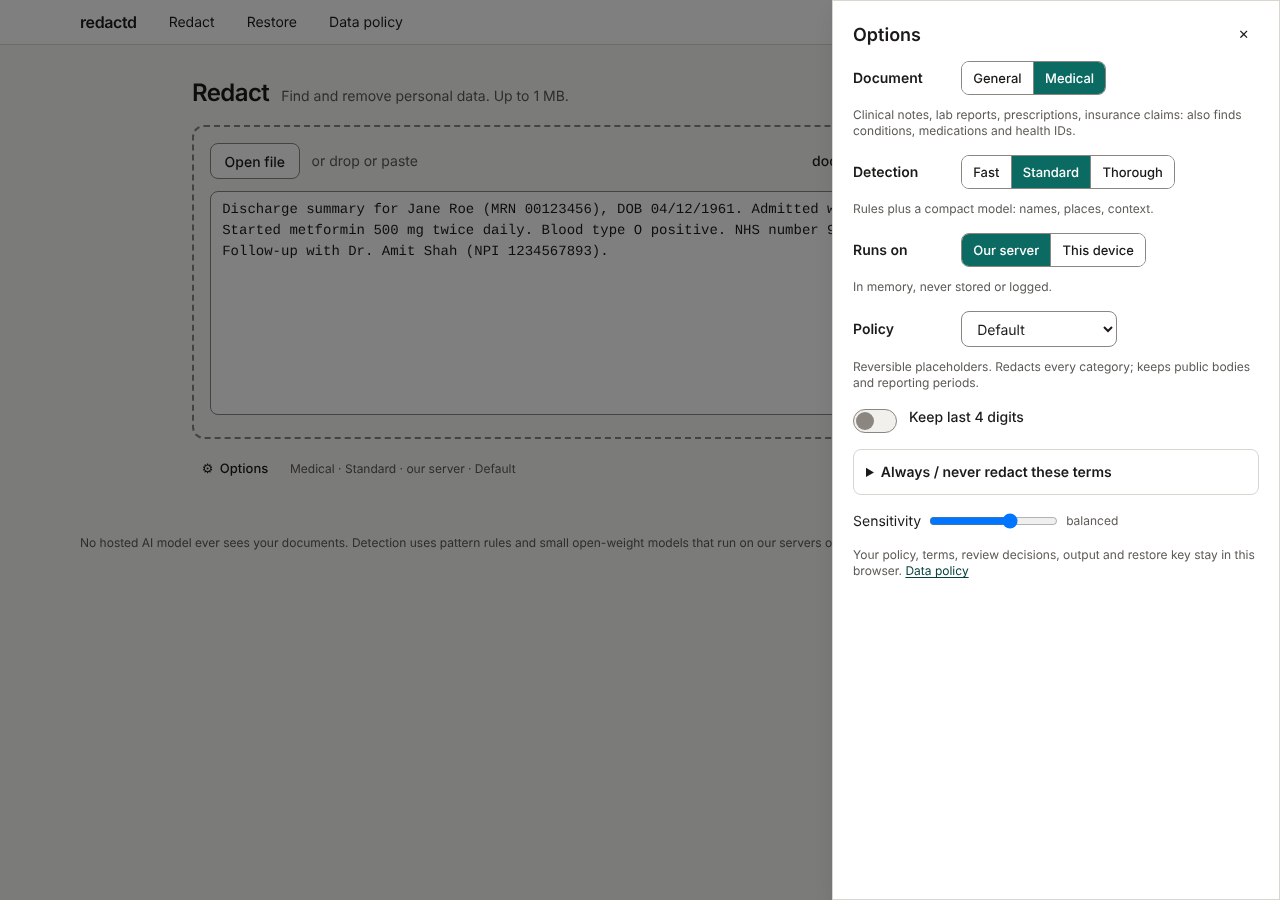 redactd Redact Restore Data policy
Redact Find and remove personal data. Up to 1 MB.
Open file or drop or paste
Discharge summary for Jane Roe (MRN 00123456), DOB 04/12/1961. Admitted
Started metformin 500 mg twice daily. Blood type O positive. NHS number
Follow-up with Dr. Amit Shah (NPI 1234567893).
⚙ Options Medical · Standard · our server · Default
No hosted AI model ever sees your documents. Detection uses pattern rules and small open-weight models that run on our servers
Options ×
Document General Medical
Clinical notes, lab reports, prescriptions, insurance claims: also finds
conditions, medications and health IDs.
Detection Fast Standard Thorough
Rules plus a compact model: names, places, context.
Runs on Our server This device
In memory, never stored or logged.
Policy Default
Reversible placeholders. Redacts every category; keeps public bodies
and reporting periods.
Keep last 4 digits
Always / never redact these terms
Sensitivity balanced
Your policy, terms, review decisions, output and restore key stay in this
browser. Data policy